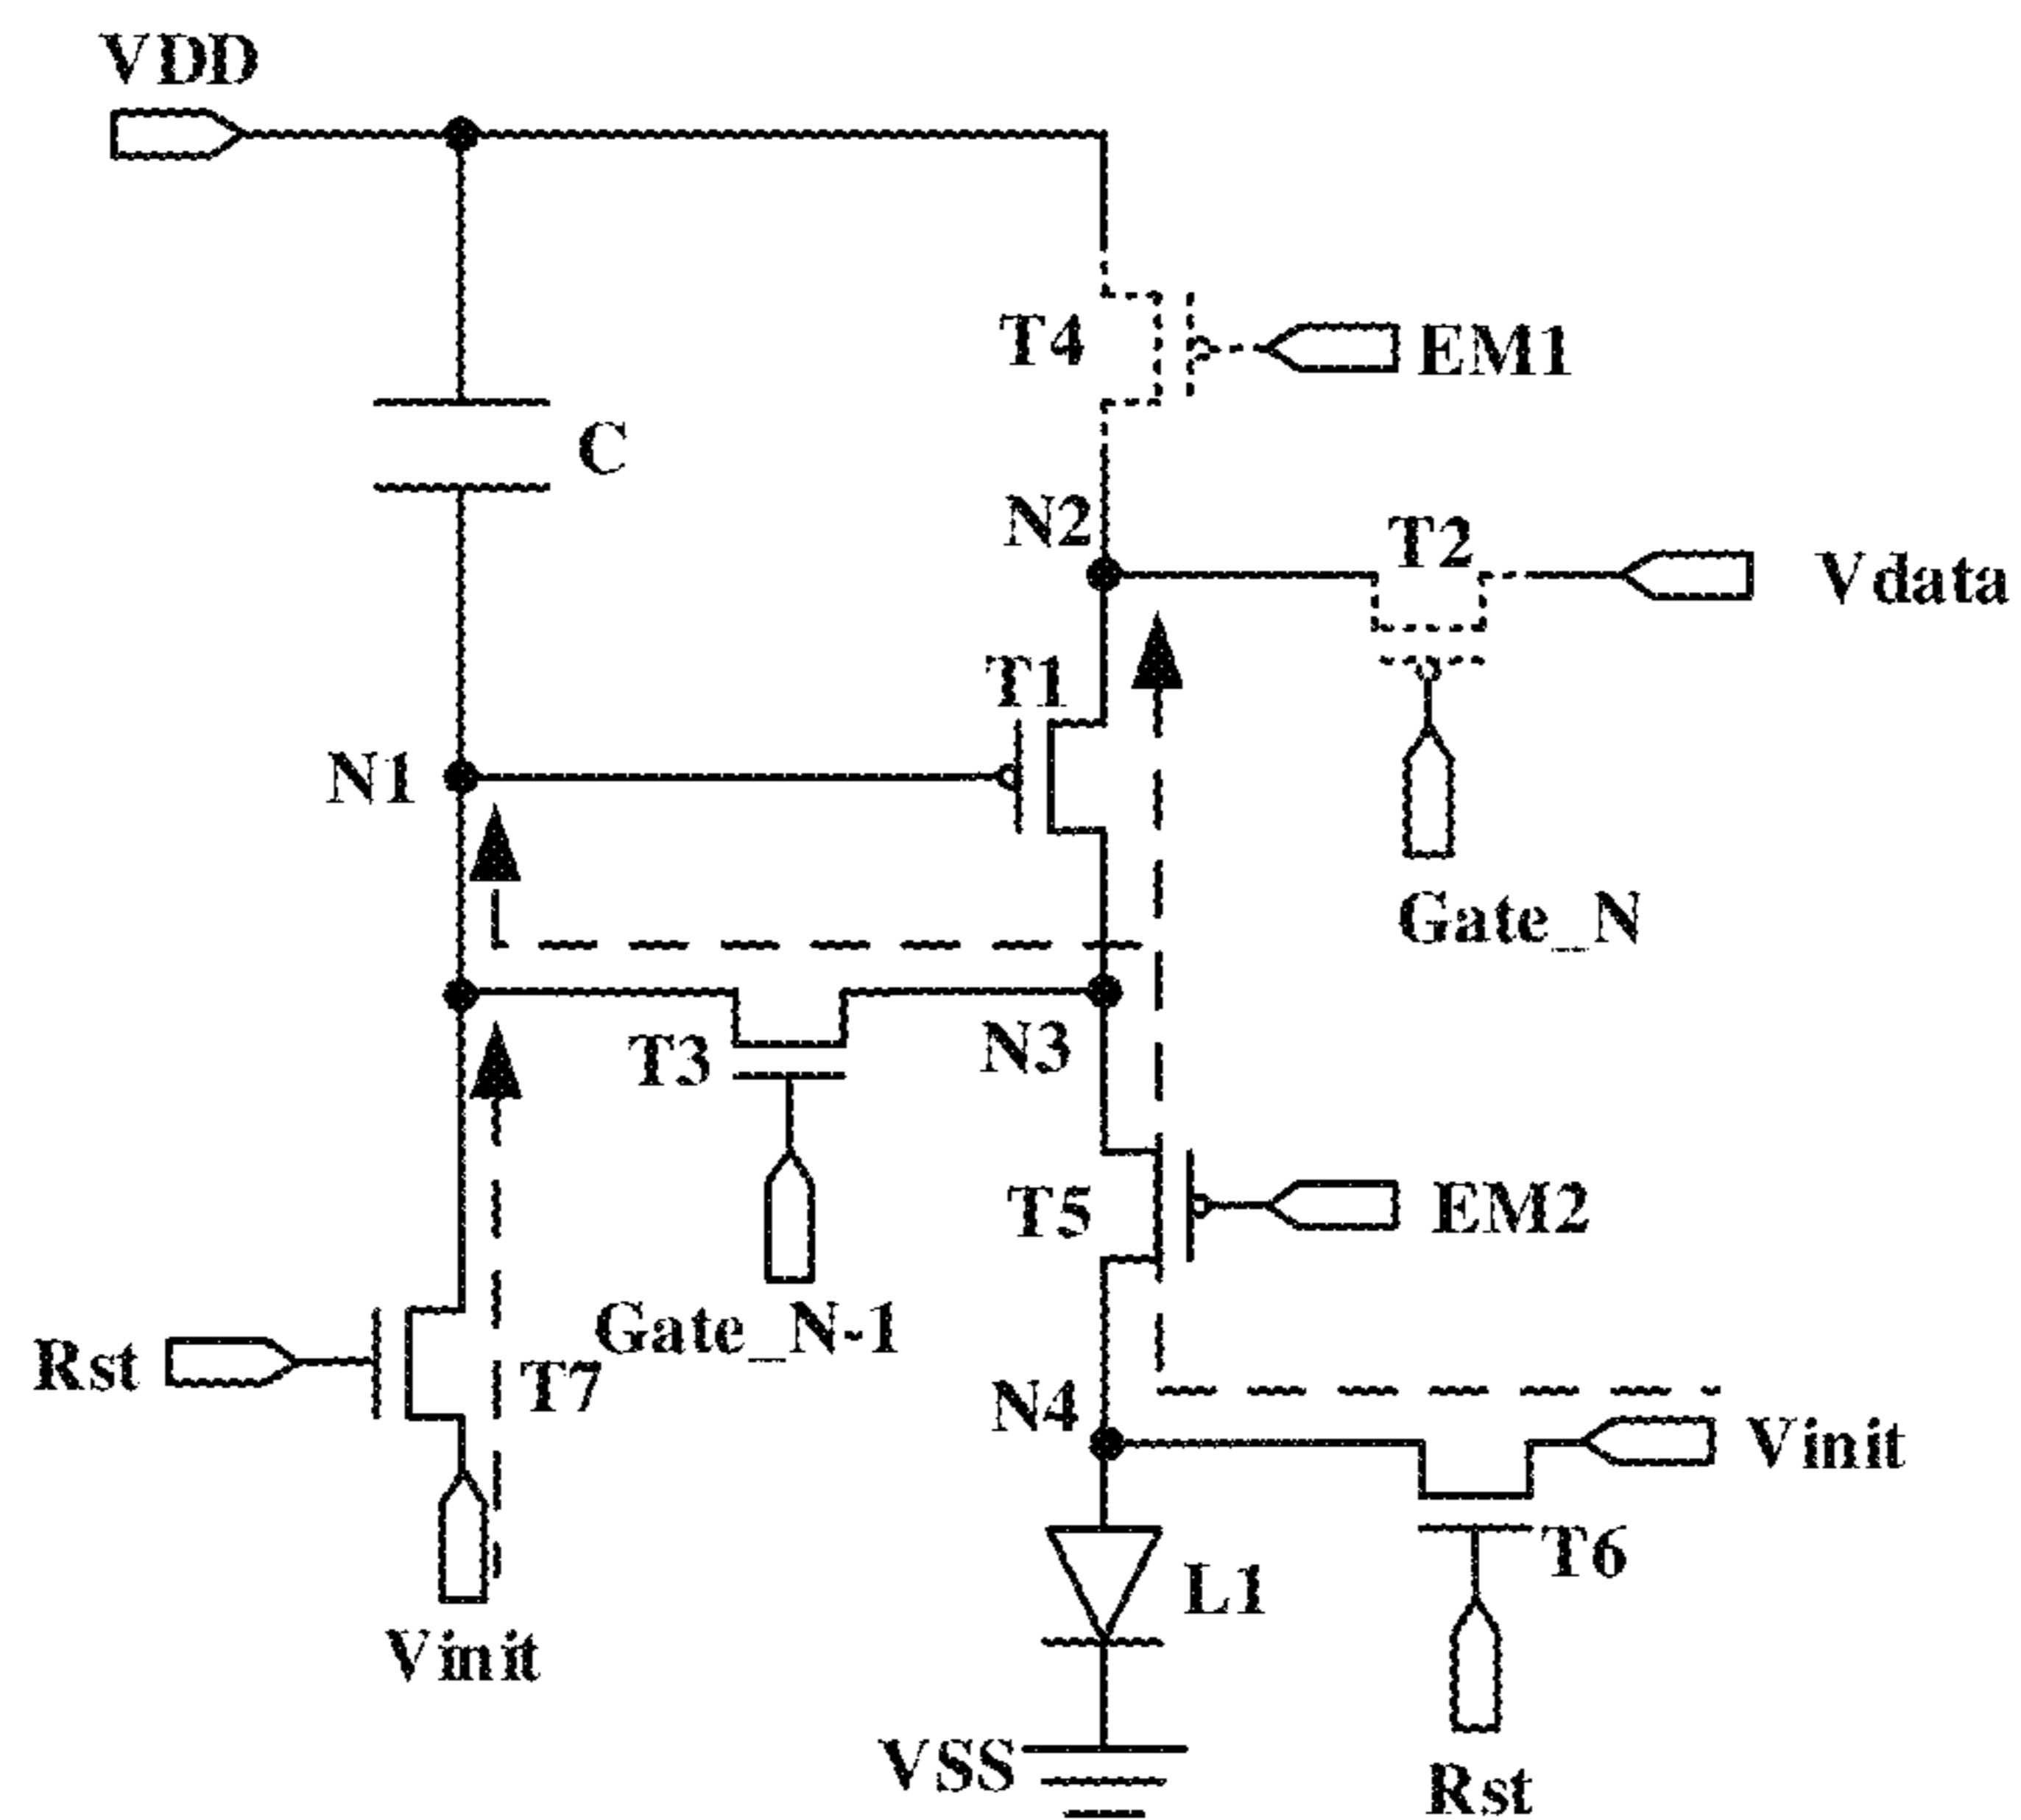 VDD
T4
EM1
C
N2
T2
Vdata
T1
N1
Gate_N
T3
N3
T5
EM2
Gate_N-1
Rst
T7
N4
Vinit
T6
L1
Vinit
VSS
Rst